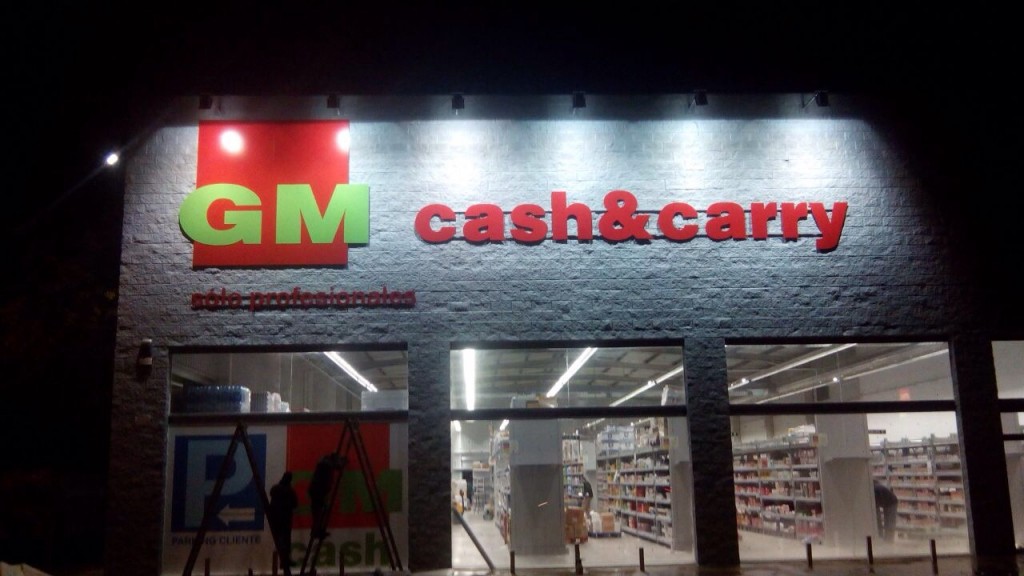 GM cash&carry
sólo profesionales
P
GM
PARKING CLIENTE
cash